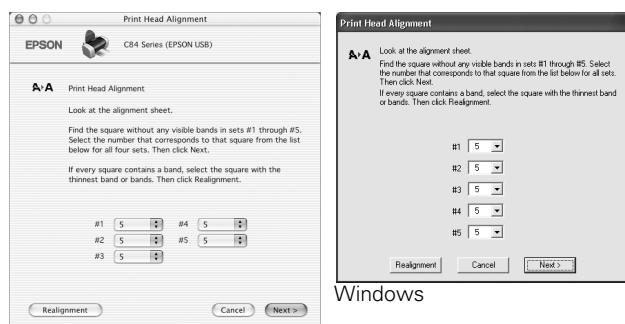 Print Head Alignment
EPSON
C84 Series (EPSON USB)
A›A
Print Head Alignment
Look at the alignment sheet.
Find the square without any visible bands in sets #1 through #5.
Select the number that corresponds to that square from the list
below for all four sets. Then click Next.
If every square contains a band, select the square with the
thinnest band or bands. Then click Realignment.
#1 5 #4 5
#2 5 #5 5
#3 5
Realignment Cancel Next >
Print Head Alignment
A›A
Look at the alignment sheet.
Find the square without any visible bands in sets #1 through #5. Select
the number that corresponds to that square from the list below for all sets.
Then click Next.
If every square contains a band, select the square with the thinnest band
or bands. Then click Realignment.
#1 5
#2 5
#3 5
#4 5
#5 5
Realignment Cancel Next >
Windows